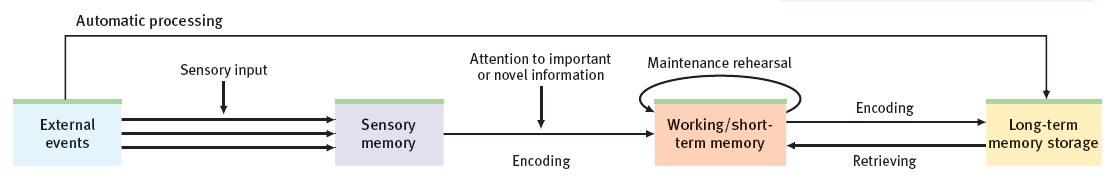 Automatic processing
Sensory input
Attention to important
or novel information
Maintenance rehearsal
External
events
Sensory
memory
Encoding
Working/short-
term memory
Encoding
Retrieving
Long-term
memory storage